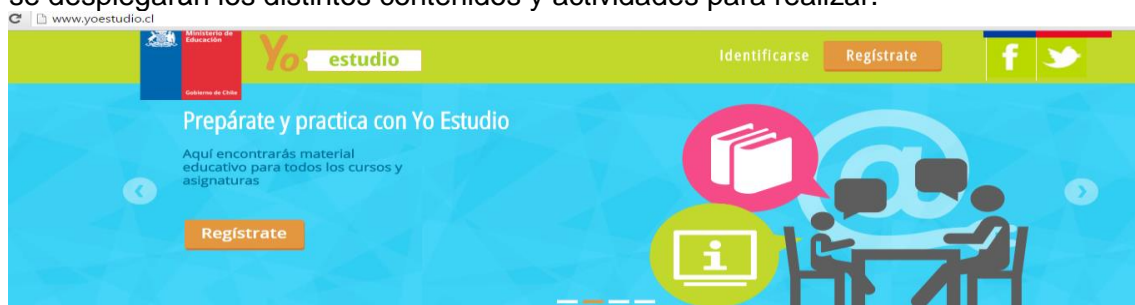 se desplegarán los distintos contenidos y actividades para realizar.
www.yoestudio.cl
Ministerio de
Educación
Gobierno de Chile
Yo estudio
Identificarse
Regístrate
Prepárate y practica con Yo Estudio
Aquí encontrarás material
educativo para todos los cursos y
asignaturas
Regístrate